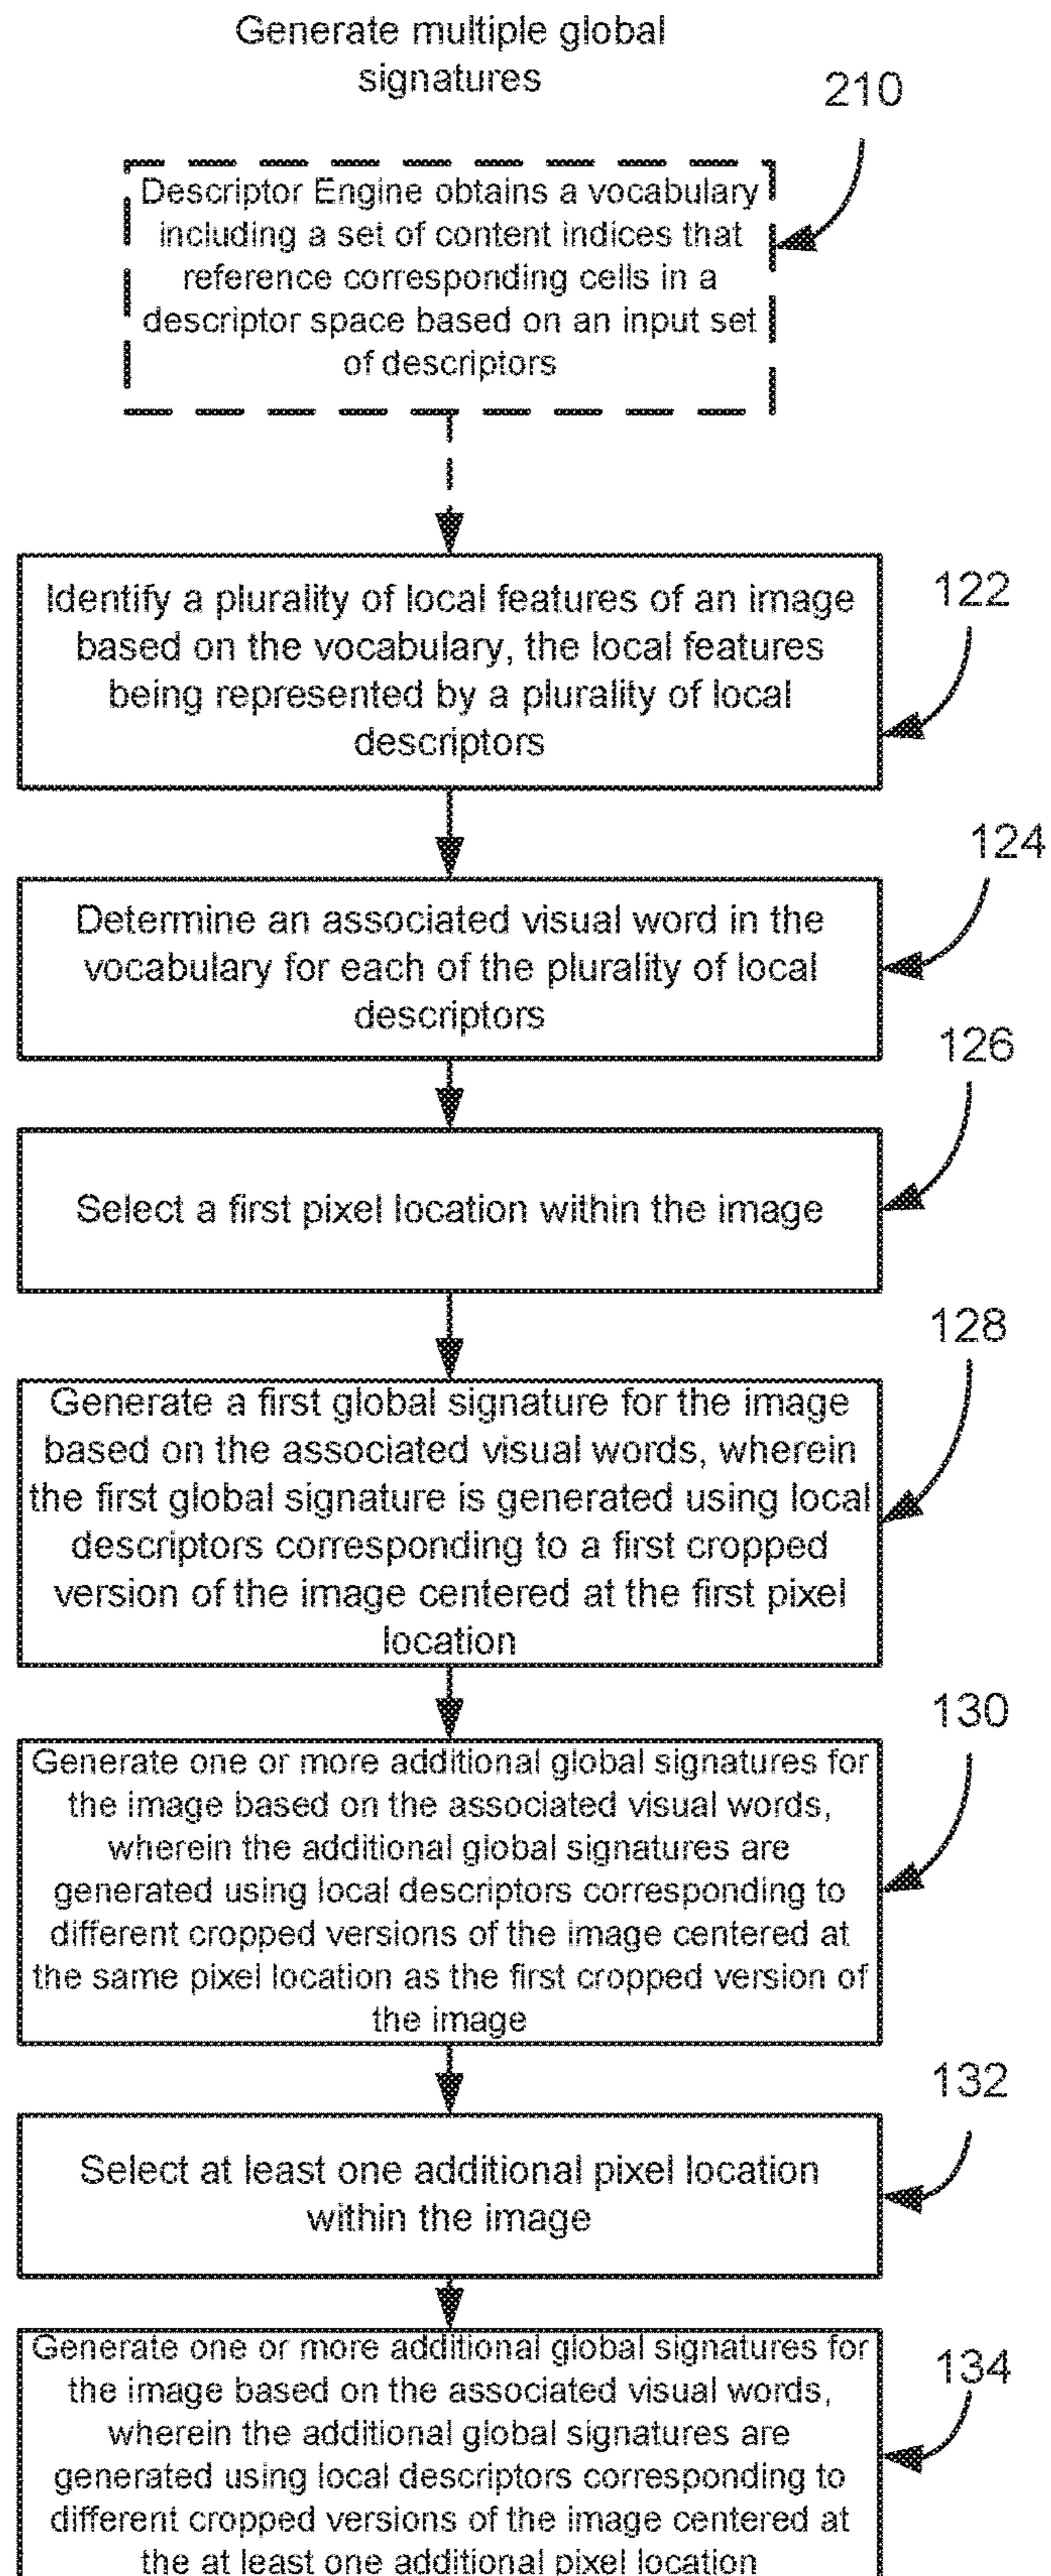 Generate multiple global
signatures
210
Descriptor Engine obtains a vocabulary
including a set of content indices that
reference corresponding cells in a
descriptor space based on an input set
of descriptors
Identify a plurality of local features of an image
based on the vocabulary, the local features
being represented by a plurality of local
descriptors
122
Determine an associated visual word in the
vocabulary for each of the plurality of local
descriptors
124
Select a first pixel location within the image
126
Generate a first global signature for the image
based on the associated visual words, wherein
the first global signature is generated using local
descriptors corresponding to a first cropped
version of the image centered at the first pixel
location
128
Generate one or more additional global signatures for
the image based on the associated visual words,
wherein the additional global signatures are
generated using local descriptors corresponding to
different cropped versions of the image centered at
the same pixel location as the first cropped version of
the image
130
Select at least one additional pixel location
within the image
132
Generate one or more additional global signatures for
the image based on the associated visual words,
wherein the additional global signatures are
generated using local descriptors corresponding to
different cropped versions of the image centered at
the at least one additional pixel location
134